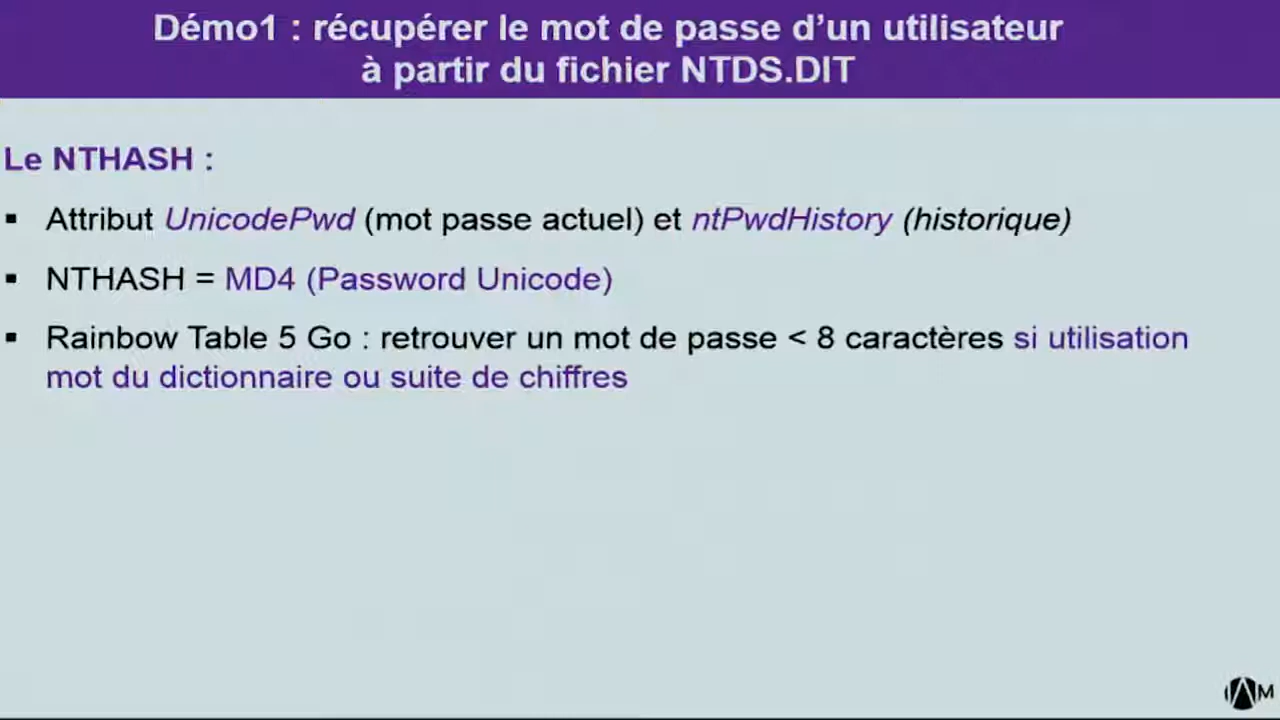 Démo1 : récupérer le mot de passe d’un utilisateur
à partir du fichier NTDS.DIT
Le NTHASH :
▪ Attribut UnicodePwd (mot passe actuel) et ntPwdHistory (historique)
▪ NTHASH = MD4 (Password Unicode)
▪ Rainbow Table 5 Go : retrouver un mot de passe < 8 caractères si utilisation
mot du dictionnaire ou suite de chiffres
IAM